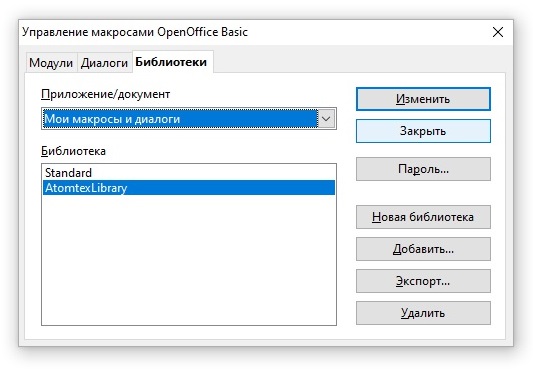 Управление макросами OpenOffice Basic
Модули Диалоги Библиотеки
Приложение/документ
Мои макросы и диалоги
Библиотека
Standard
AtomtexLibrary
Изменить
Закрыть
Пароль...
Новая библиотека
Добавить...
Экспорт...
Удалить